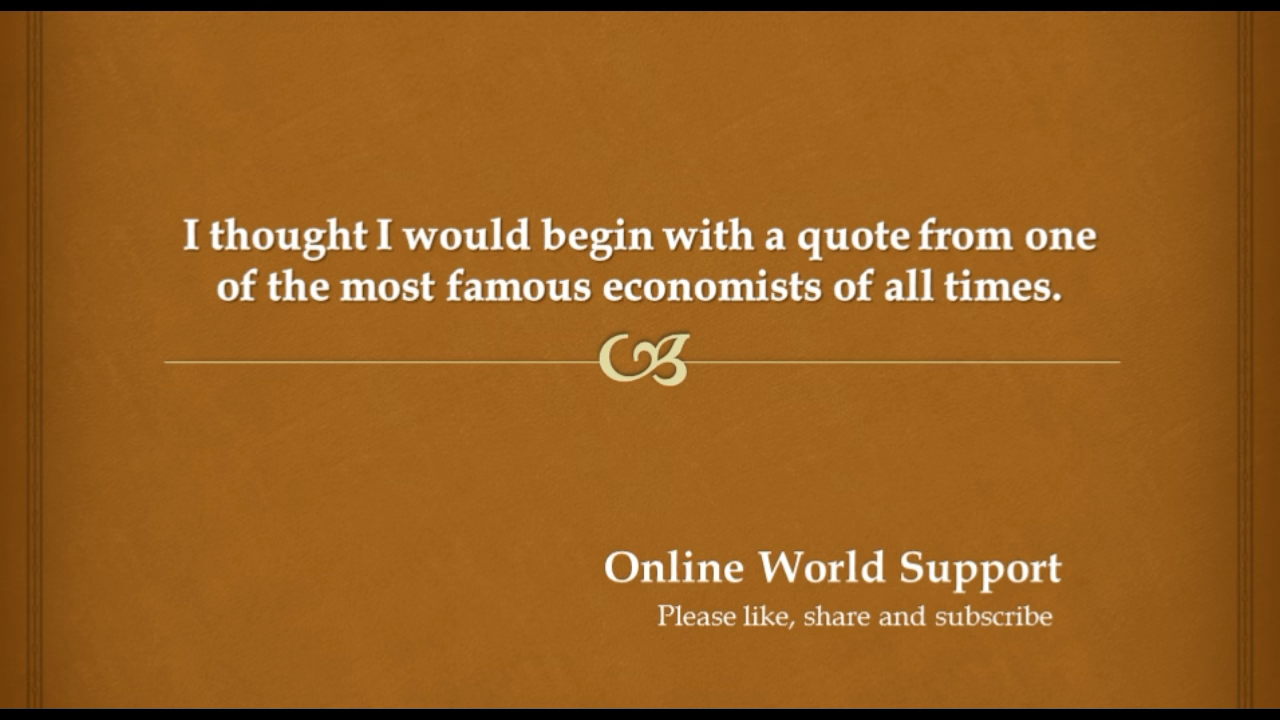 I thought I would begin with a quote from one
of the most famous economists of all times.
Online World Support
Please like, share and subscribe